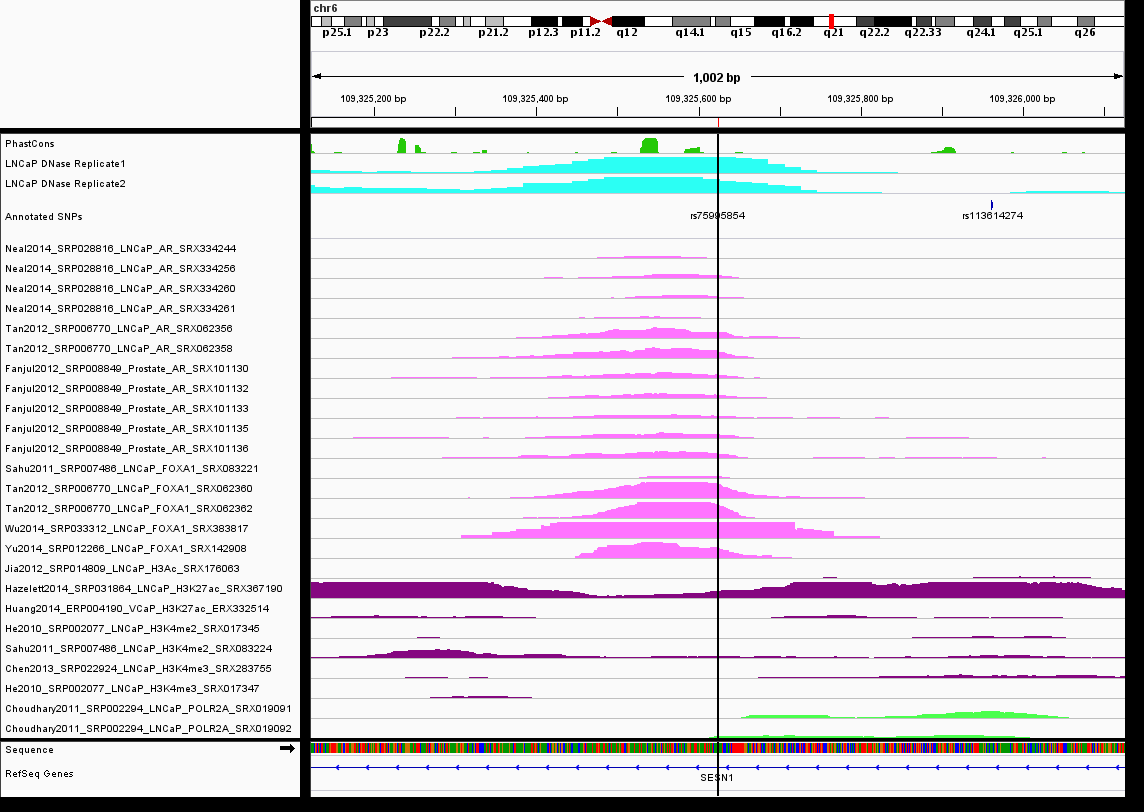 chr6
p25.1 p23 p22.2 p21.2 p12.3 p11.2 q12 q14.1 q15 q16.2 q21 q22.2 q22.33 q24.1 q25.1 q26
1,002 bp
109,325,200 bp 109,325,400 bp 109,325,600 bp 109,325,800 bp 109,326,000 bp
PhastCons
LNCaP DNase Replicate1
LNCaP DNase Replicate2
Annotated SNPs rs75995854 rs113614274
Neal2014_SRP028816_LNCaP_AR_SRX334244
Neal2014_SRP028816_LNCaP_AR_SRX334256
Neal2014_SRP028816_LNCaP_AR_SRX334260
Neal2014_SRP028816_LNCaP_AR_SRX334261
Tan2012_SRP006770_LNCaP_AR_SRX062356
Tan2012_SRP006770_LNCaP_AR_SRX062358
Fanjul2012_SRP008849_Prostate_AR_SRX101130
Fanjul2012_SRP008849_Prostate_AR_SRX101132
Fanjul2012_SRP008849_Prostate_AR_SRX101133
Fanjul2012_SRP008849_Prostate_AR_SRX101135
Fanjul2012_SRP008849_Prostate_AR_SRX101136
Sahu2011_SRP007486_LNCaP_FOXA1_SRX083221
Tan2012_SRP006770_LNCaP_FOXA1_SRX062360
Tan2012_SRP006770_LNCaP_FOXA1_SRX062362
Wu2014_SRP033312_LNCaP_FOXA1_SRX383817
Yu2014_SRP012266_LNCaP_FOXA1_SRX142908
Jia2012_SRP014809_LNCaP_H3Ac_SRX176063
Hazelett2014_SRP031864_LNCaP_H3K27ac_SRX367190
Huang2014_ERP004190_VCaP_H3K27ac_ERX332514
He2010_SRP002077_LNCaP_H3K4me2_SRX017345
Sahu2011_SRP007486_LNCaP_H3K4me2_SRX083224
Chen2013_SRP022924_LNCaP_H3K4me3_SRX283755
He2010_SRP002077_LNCaP_H3K4me3_SRX017347
Choudhary2011_SRP002294_LNCaP_POLR2A_SRX019091
Choudhary2011_SRP002294_LNCaP_POLR2A_SRX019092
Sequence
RefSeq Genes
SESN1